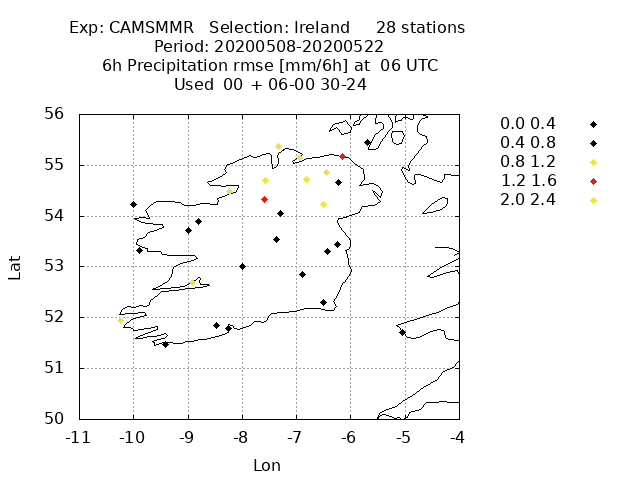 Exp: CAMSMMR   Selection: Ireland     28 stations
Period: 20200508-20200522
6h Precipitation rmse [mm/6h] at  06 UTC
Used  00  + 06-00 30-24
0.0 0.4
0.4 0.8
0.8 1.2
1.2 1.6
2.0 2.4
56
55
54
53
52
51
50
Lat
-11 -10 -9 -8 -7 -6 -5 -4
Lon